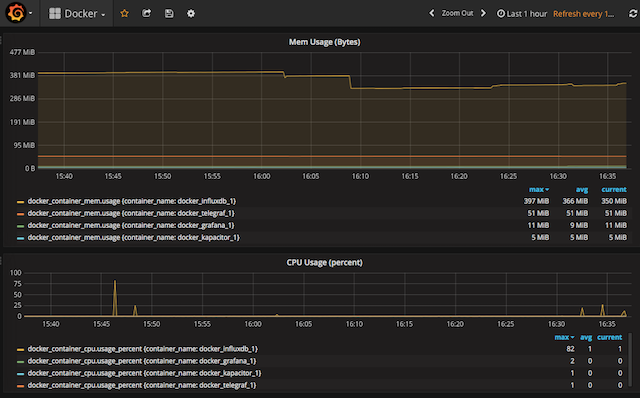 Docker Zoom Out Last 1 hour Refresh every 1...
Mem Usage (Bytes)
477 MiB
381 MiB
286 MiB
191 MiB
95 MiB
0 B
15:40 15:45 15:50 15:55 16:00 16:05 16:10 16:15 16:20 16:25 16:30 16:35
max avg current
docker_container_mem.usage {container_name: docker_influxdb_1} 397 MiB 366 MiB 350 MiB
docker_container_mem.usage {container_name: docker_telegraf_1} 51 MiB 51 MiB 51 MiB
docker_container_mem.usage {container_name: docker_grafana_1} 11 MiB 9 MiB 11 MiB
docker_container_mem.usage {container_name: docker_kapacitor_1} 5 MiB 5 MiB 5 MiB
CPU Usage (percent)
100
75
50
25
0
15:40 15:45 15:50 15:55 16:00 16:05 16:10 16:15 16:20 16:25 16:30 16:35
max avg current
docker_container_cpu.usage_percent {container_name: docker_influxdb_1} 82 1 1
docker_container_cpu.usage_percent {container_name: docker_grafana_1} 2 0 0
docker_container_cpu.usage_percent {container_name: docker_kapacitor_1} 1 0 0
docker_container_cpu.usage_percent {container_name: docker_telegraf_1} 1 0 0